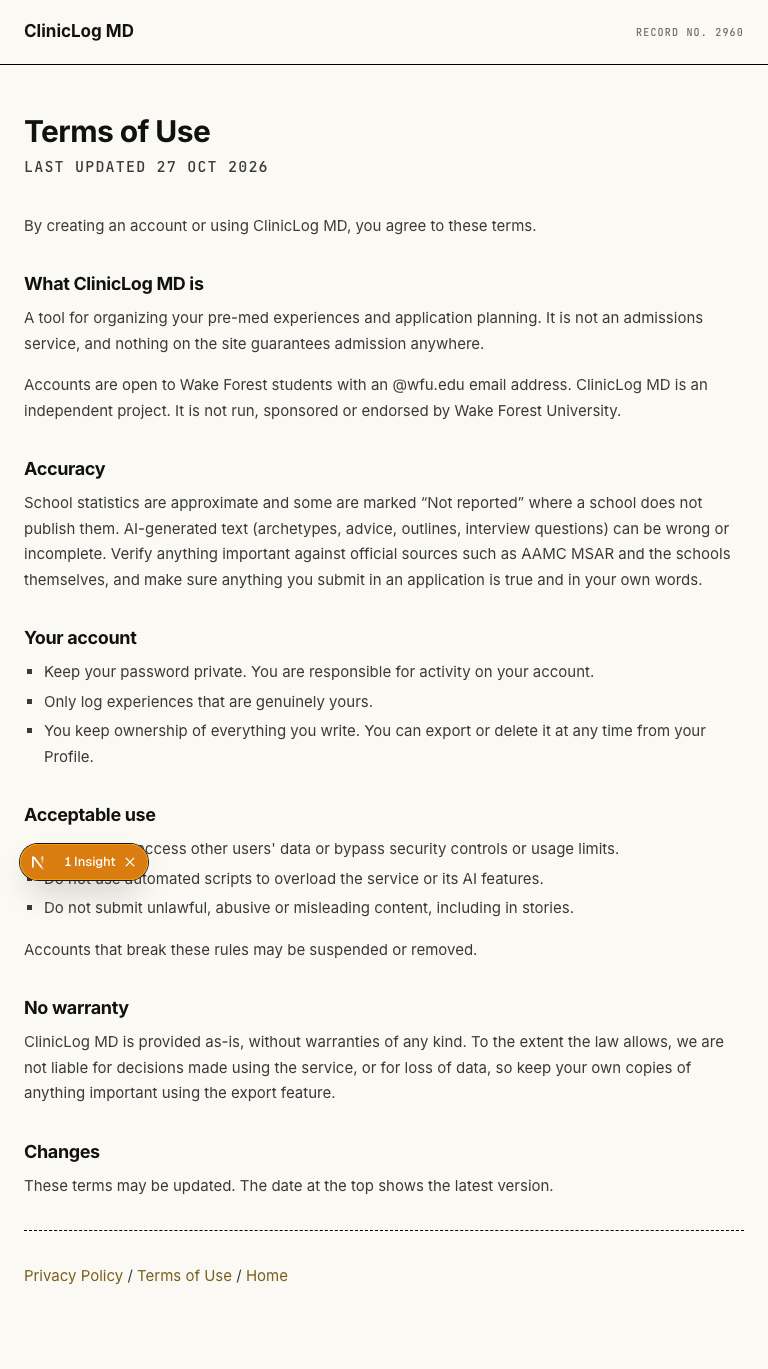 ClinicLog MD
RECORD NO. 2960
Terms of Use
LAST UPDATED 27 OCT 2026
By creating an account or using ClinicLog MD, you agree to these terms.
What ClinicLog MD is
A tool for organizing your pre-med experiences and application planning. It is not an admissions
service, and nothing on the site guarantees admission anywhere.
Accounts are open to Wake Forest students with an @wfu.edu email address. ClinicLog MD is an
independent project. It is not run, sponsored or endorsed by Wake Forest University.
Accuracy
School statistics are approximate and some are marked “Not reported” where a school does not
publish them. AI-generated text (archetypes, advice, outlines, interview questions) can be wrong or
incomplete. Verify anything important against official sources such as AAMC MSAR and the schools
themselves, and make sure anything you submit in an application is true and in your own words.
Your account
Keep your password private. You are responsible for activity on your account.
Only log experiences that are genuinely yours.
You keep ownership of everything you write. You can export or delete it at any time from your
Profile.
Acceptable use
access other users' data or bypass security controls or usage limits.
N 1 Insight ×
Do not use automated scripts to overload the service or its AI features.
Do not submit unlawful, abusive or misleading content, including in stories.
Accounts that break these rules may be suspended or removed.
No warranty
ClinicLog MD is provided as-is, without warranties of any kind. To the extent the law allows, we are
not liable for decisions made using the service, or for loss of data, so keep your own copies of
anything important using the export feature.
Changes
These terms may be updated. The date at the top shows the latest version.
Privacy Policy / Terms of Use / Home